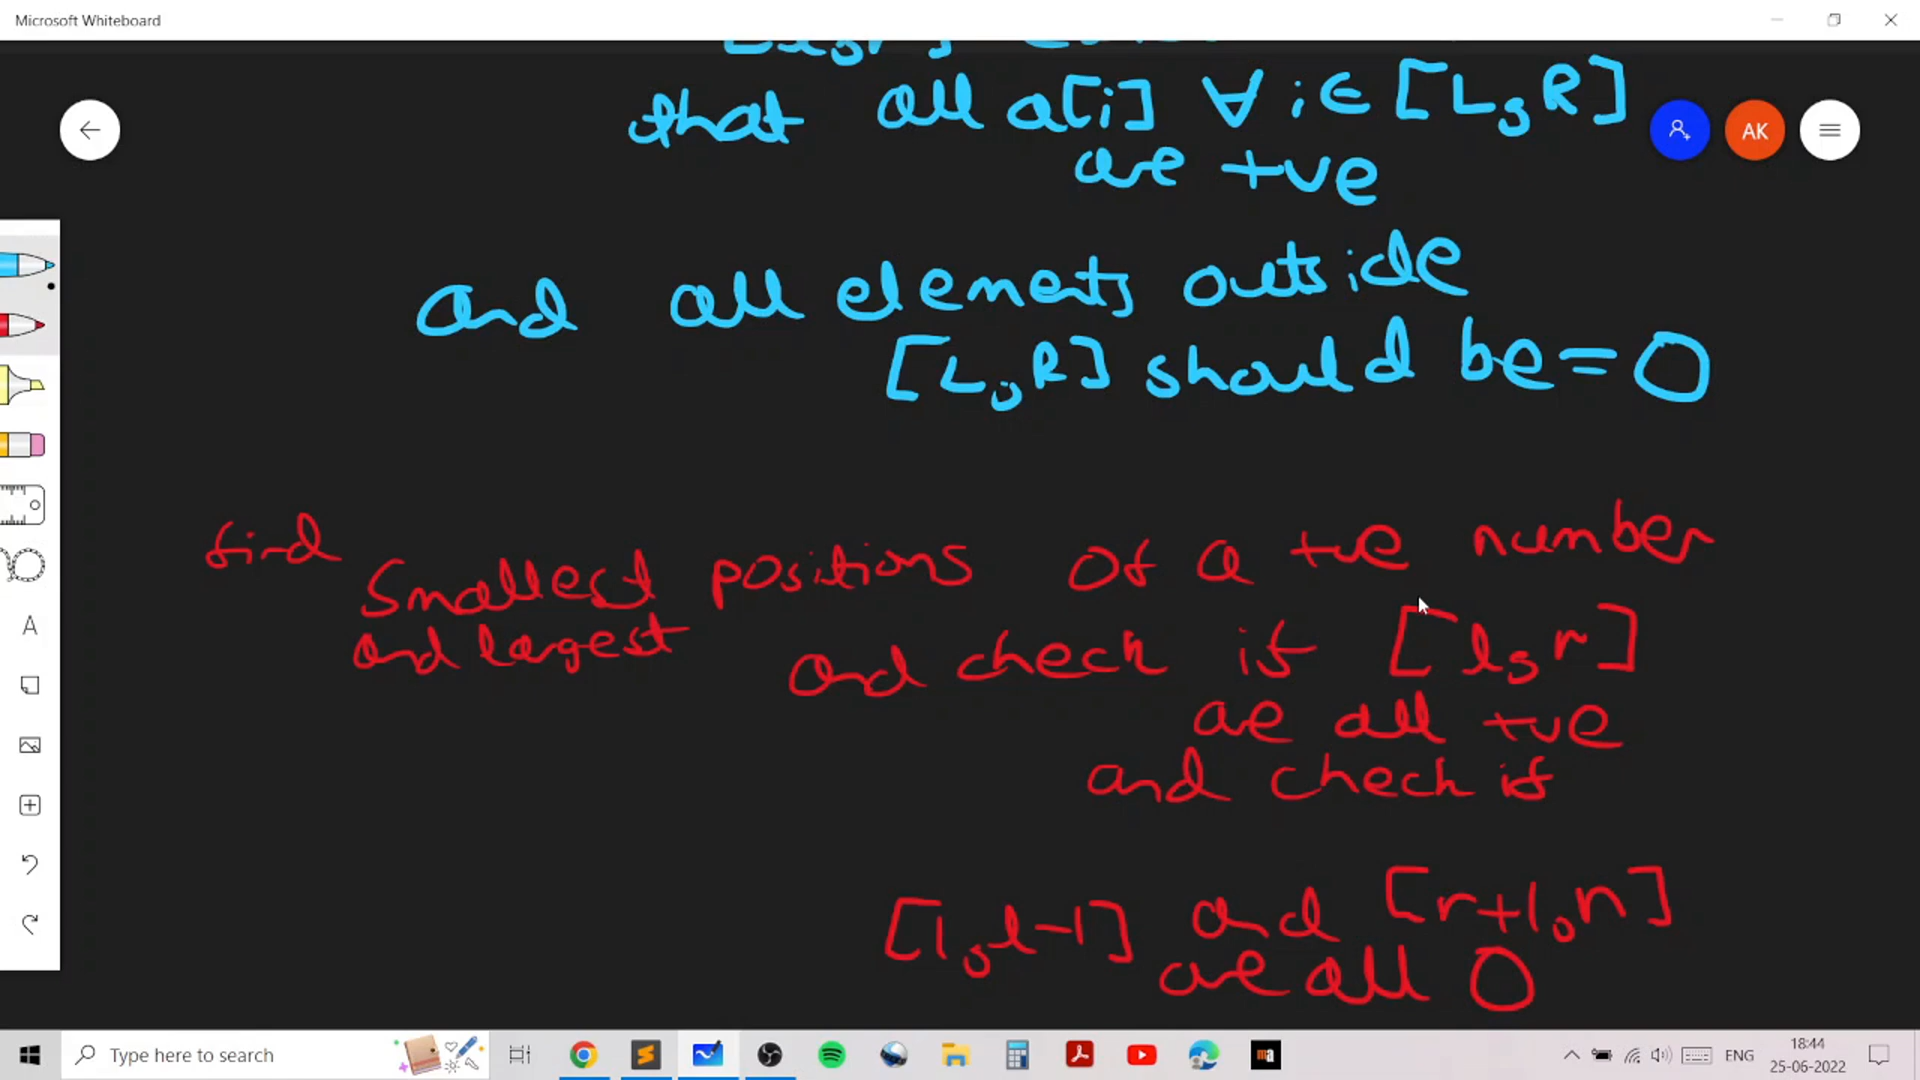 Microsoft Whiteboard
that all a[i] ∀ i ∈ [L, R]
are +ve
AK
and all elements outside
[L, R] should be = 0
find smallest positions of a +ve number
and largest and check if [l, r]
are all +ve
and check if
A
[1, l-1] and [r+1, n]
are all 0
Type here to search
ma
ENG
18:44
25-06-2022